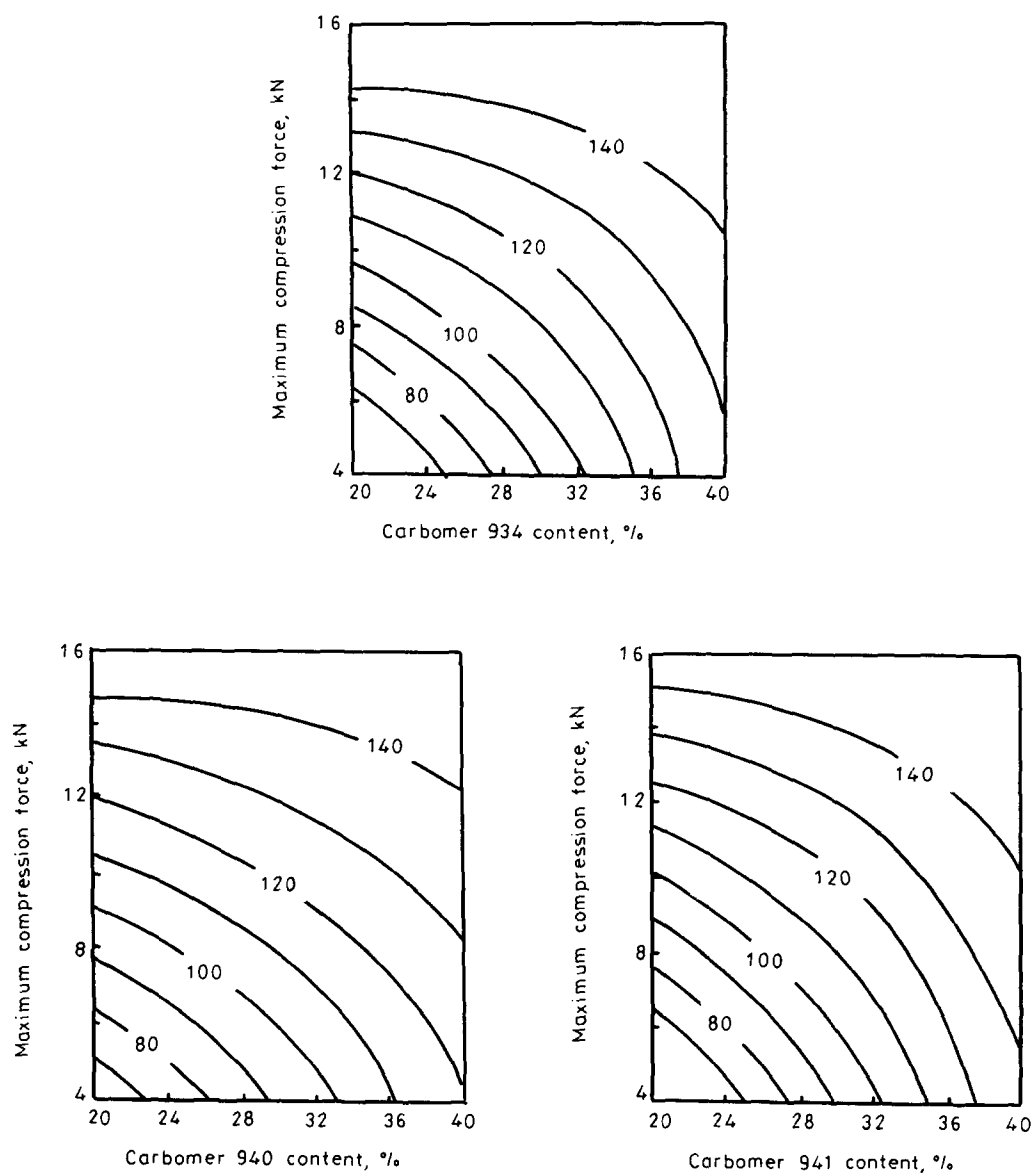 Maximum compression force, kN
16
12
8
4
140
120
100
80
20 24 28 32 36 40
Carbomer 934 content, %
Maximum compression force, kN
16
12
8
4
140
120
100
80
20 24 28 32 36 40
Carbomer 940 content, %
Maximum compression force, kN
16
12
8
4
140
120
100
80
20 24 28 32 36 40
Carbomer 941 content, %